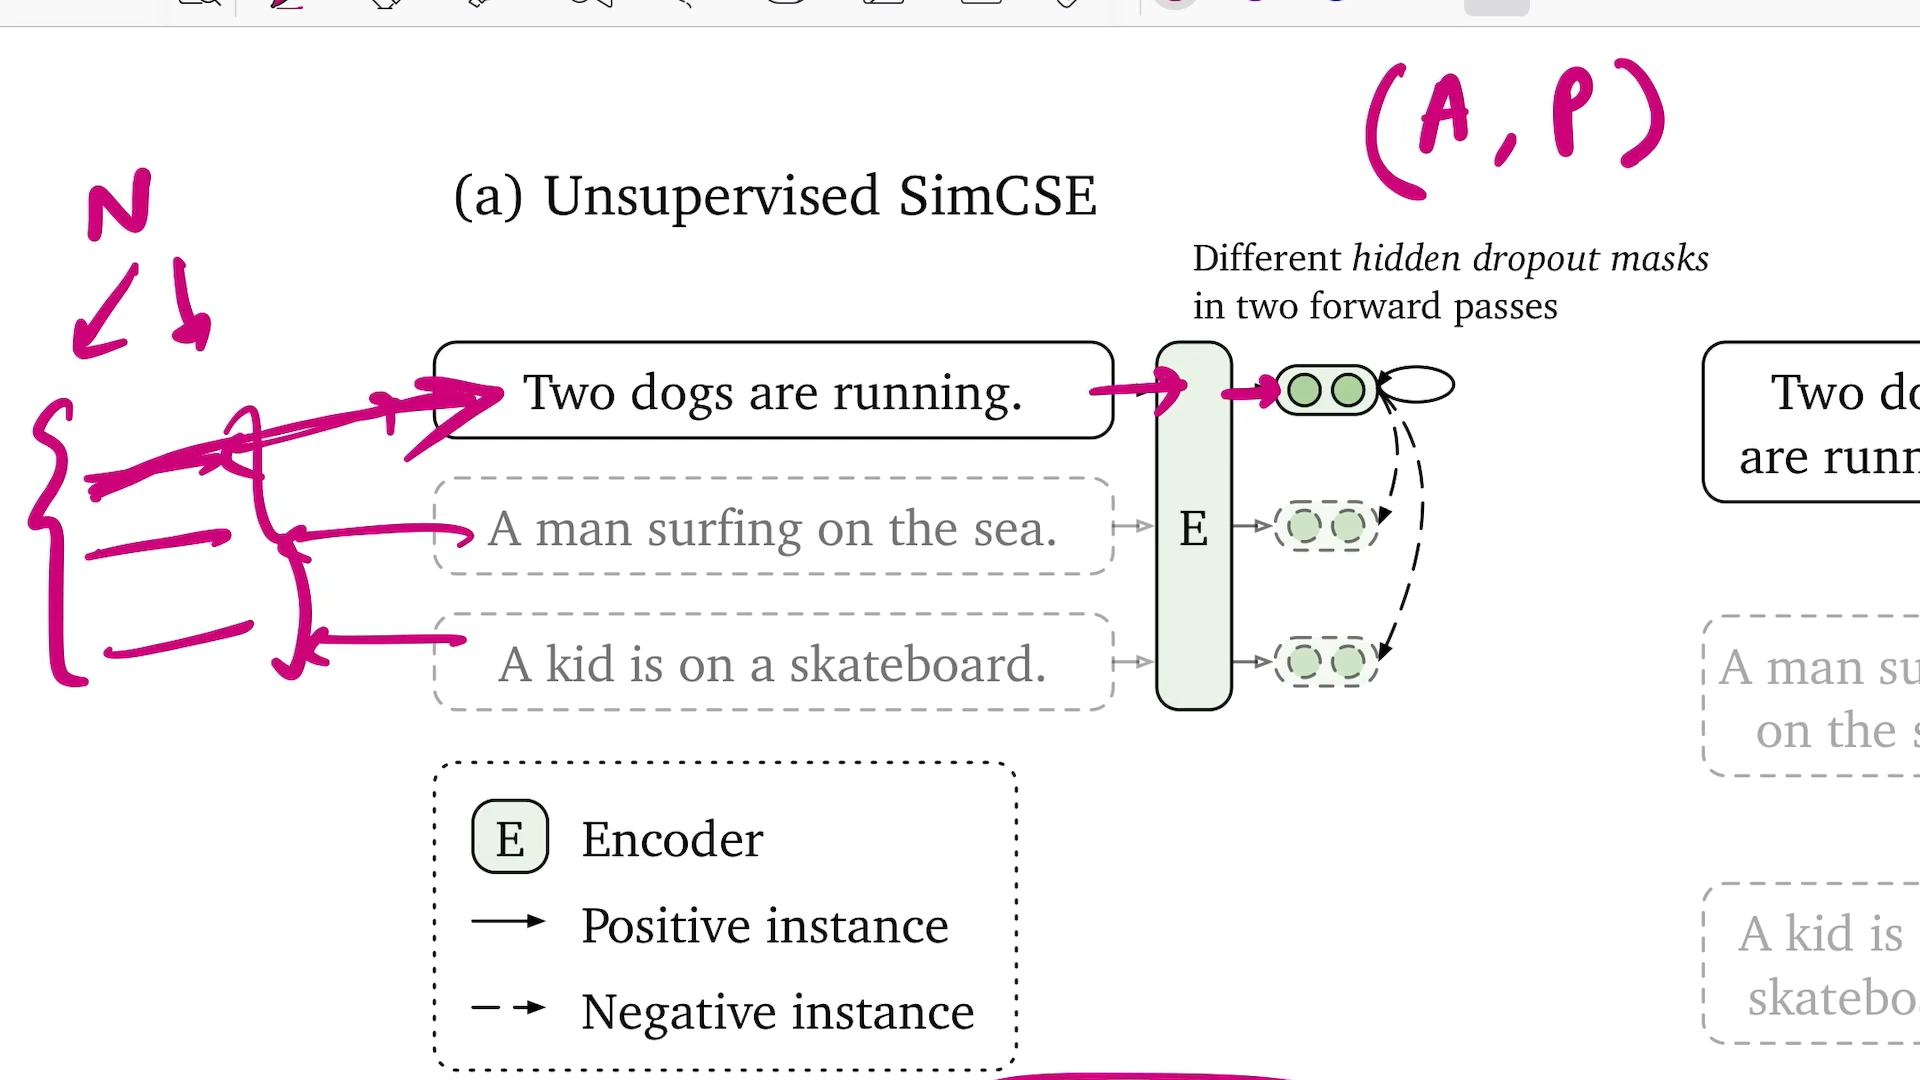 (A, P)
N
(a) Unsupervised SimCSE
Different hidden dropout masks
in two forward passes
Two dogs are running.
A man surfing on the sea.
A kid is on a skateboard.
E
E Encoder
Positive instance
Negative instance
Two do
are runn
A man su
on the s
A kid is
skatebo